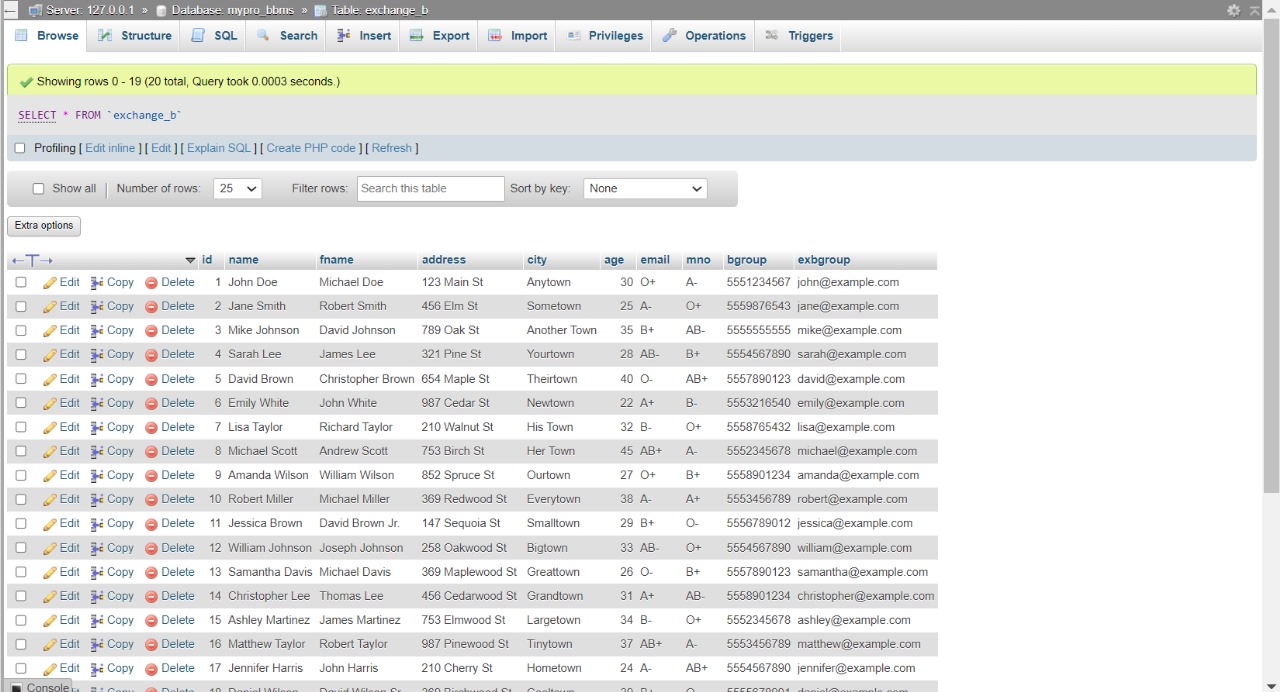 Server: 127.0.0.1 » Database: mypro_bbms » Table: exchange_b
Browse Structure SQL Search Insert Export Import Privileges Operations Triggers
Showing rows 0 - 19 (20 total, Query took 0.0003 seconds.)
SELECT * FROM `exchange_b`
Profiling [ Edit inline ] [ Edit ] [ Explain SQL ] [ Create PHP code ] [ Refresh ]
Show all | Number of rows: 25 Filter rows: Search this table Sort by key: None
Extra options
←T→ id name fname address city age email mno bgroup exbgroup
Edit Copy Delete 1 John Doe Michael Doe 123 Main St Anytown 30 O+ A- 5551234567 john@example.com
Edit Copy Delete 2 Jane Smith Robert Smith 456 Elm St Sometown 25 A- O+ 5559876543 jane@example.com
Edit Copy Delete 3 Mike Johnson David Johnson 789 Oak St Another Town 35 B+ AB- 5555555555 mike@example.com
Edit Copy Delete 4 Sarah Lee James Lee 321 Pine St Yourtown 28 AB- B+ 5554567890 sarah@example.com
Edit Copy Delete 5 David Brown Christopher Brown 654 Maple St Theirtown 40 O- AB+ 5557890123 david@example.com
Edit Copy Delete 6 Emily White John White 987 Cedar St Newtown 22 A+ B- 5553216540 emily@example.com
Edit Copy Delete 7 Lisa Taylor Richard Taylor 210 Walnut St His Town 32 B- O+ 5558765432 lisa@example.com
Edit Copy Delete 8 Michael Scott Andrew Scott 753 Birch St Her Town 45 AB+ A- 5552345678 michael@example.com
Edit Copy Delete 9 Amanda Wilson William Wilson 852 Spruce St Ourtown 27 O+ B+ 5558901234 amanda@example.com
Edit Copy Delete 10 Robert Miller Michael Miller 369 Redwood St Everytown 38 A- A+ 5553456789 robert@example.com
Edit Copy Delete 11 Jessica Brown David Brown Jr. 147 Sequoia St Smalltown 29 B+ O- 5556789012 jessica@example.com
Edit Copy Delete 12 William Johnson Joseph Johnson 258 Oakwood St Bigtown 33 AB- O+ 5554567890 william@example.com
Edit Copy Delete 13 Samantha Davis Michael Davis 369 Maplewood St Greattown 26 O- B+ 5557890123 samantha@example.com
Edit Copy Delete 14 Christopher Lee Thomas Lee 456 Cedarwood St Grandtown 31 A+ AB- 5558901234 christopher@example.com
Edit Copy Delete 15 Ashley Martinez James Martinez 753 Elmwood St Largetown 34 B- O+ 5552345678 ashley@example.com
Edit Copy Delete 16 Matthew Taylor Robert Taylor 987 Pinewood St Tinytown 37 AB+ A- 5553456789 matthew@example.com
Edit Copy Delete 17 Jennifer Harris John Harris 210 Cherry St Hometown 24 A- AB+ 5554567890 jennifer@example.com
Console